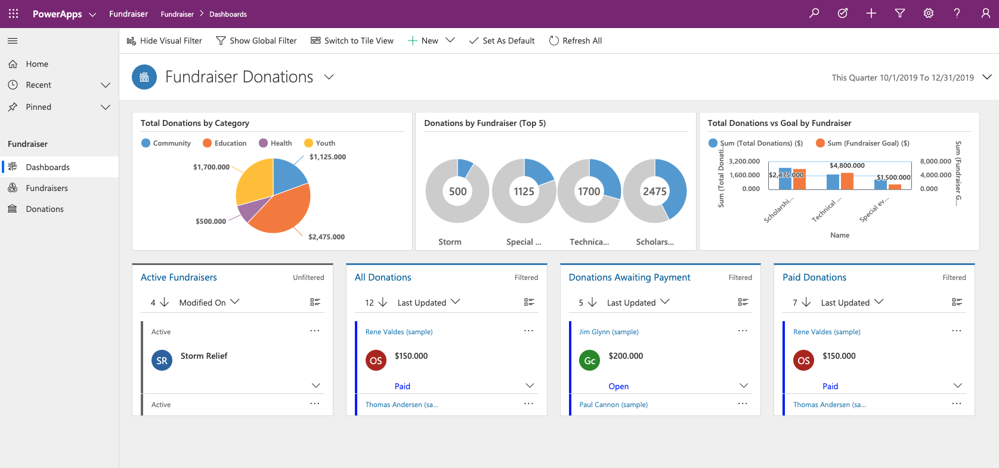 PowerApps Fundraiser Fundraiser Dashboards
Hide Visual Filter Show Global Filter Switch to Tile View New Set As Default Refresh All
Home
Recent
Pinned
Fundraiser
Dashboards
Fundraisers
Donations
Fundraiser Donations
This Quarter 10/1/2019 To 12/31/2019
Total Donations by Category
Community Education Health Youth
$1,125.000
$1,700.000
$500.000
$2,475.000
Donations by Fundraiser (Top 5)
500 1125 1700 2475
Storm Special ... Technica... Scholars...
Total Donations vs Goal by Fundraiser
Sum (Total Donations) ($) Sum (Fundraiser Goal) ($)
Sum (Total Donati...
3,200.000
1,600.000
0.000
$2,475.000
$4,800.000
$1,500.000
8,000.000
4,000.000
0.000
Sum (Fundraiser G...
Scholarshi... Technical ... Special ev...
Name
Active Fundraisers Unfiltered
4 Modified On
Active
...
SR Storm Relief
Active
...
All Donations Filtered
12 Last Updated
Rene Valdes (sample)
...
OS $150.000
Paid
Thomas Andersen (sa...
...
Donations Awaiting Payment Filtered
5 Last Updated
Jim Glynn (sample)
...
Gc $200.000
Open
Paul Cannon (sample)
...
Paid Donations Filtered
7 Last Updated
Rene Valdes (sample)
...
OS $150.000
Paid
Thomas Andersen (sa...
...